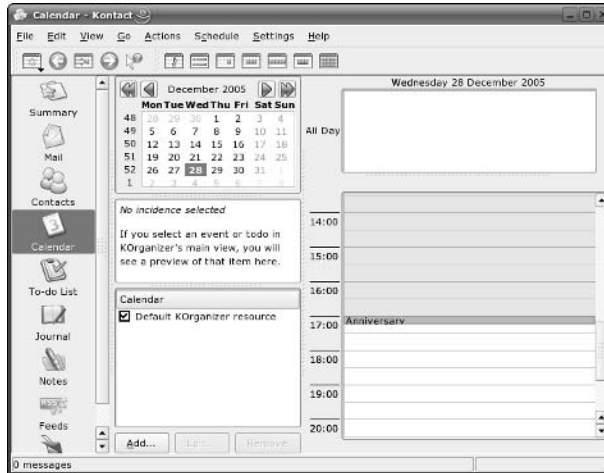 Calendar - Kontact
File Edit View Go Actions Schedule Settings Help
Summary
Mail
Contacts
Calendar
To-do List
Journal
Notes
Feeds
December 2005
Mon Tue Wed Thu Fri Sat Sun
48 28 29 30 1 2 3 4
49 5 6 7 8 9 10 11
50 12 13 14 15 16 17 18
51 19 20 21 22 23 24 25
52 26 27 28 29 30 31 1
1 2 3 4 5 6 7 8
No incidence selected
If you select an event or todo in
KOrganizer's main view, you will
see a preview of that item here.
Calendar
Default KOrganizer resource
Add... Edit... Remove
Wednesday 28 December 2005
All Day
14:00
15:00
16:00
17:00 Anniversary
18:00
19:00
20:00
0 messages